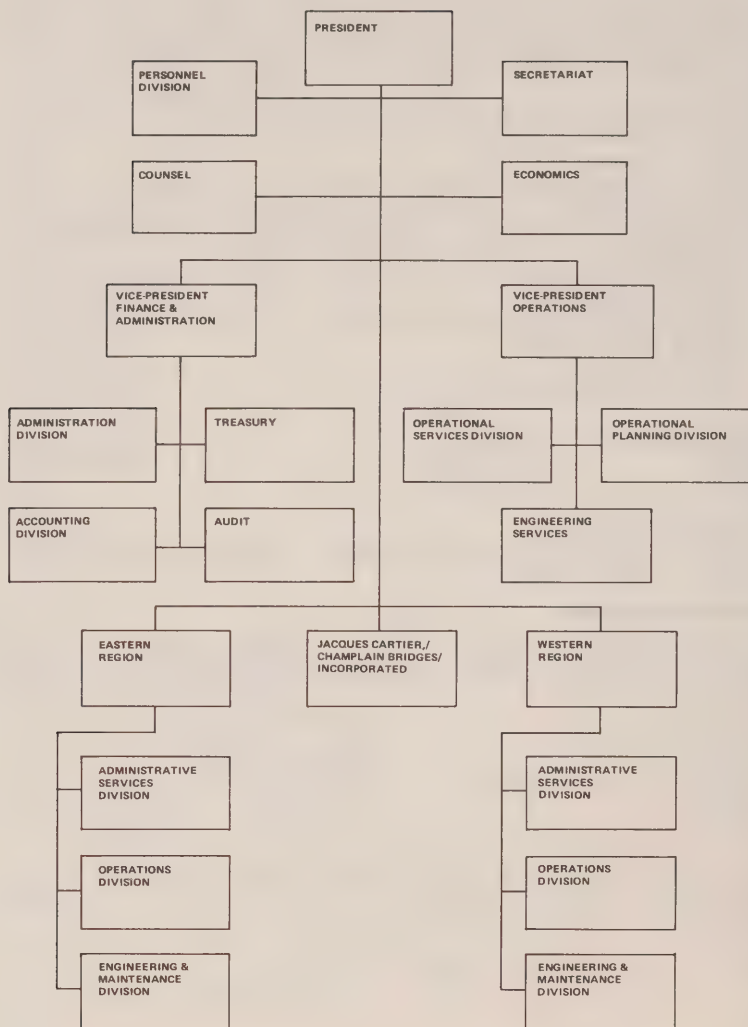 PRESIDENT
PERSONNEL
DIVISION
SECRETARIAT
COUNSEL
ECONOMICS
VICE-PRESIDENT
FINANCE &
ADMINISTRATION
VICE-PRESIDENT
OPERATIONS
ADMINISTRATION
DIVISION
TREASURY
OPERATIONAL
SERVICES DIVISION
OPERATIONAL
PLANNING DIVISION
ACCOUNTING
DIVISION
AUDIT
ENGINEERING
SERVICES
EASTERN
REGION
JACQUES CARTIER,/
CHAMPLAIN BRIDGES/
INCORPORATED
WESTERN
REGION
ADMINISTRATIVE
SERVICES
DIVISION
ADMINISTRATIVE
SERVICES
DIVISION
OPERATIONS
DIVISION
OPERATIONS
DIVISION
ENGINEERING &
MAINTENANCE
DIVISION
ENGINEERING &
MAINTENANCE
DIVISION